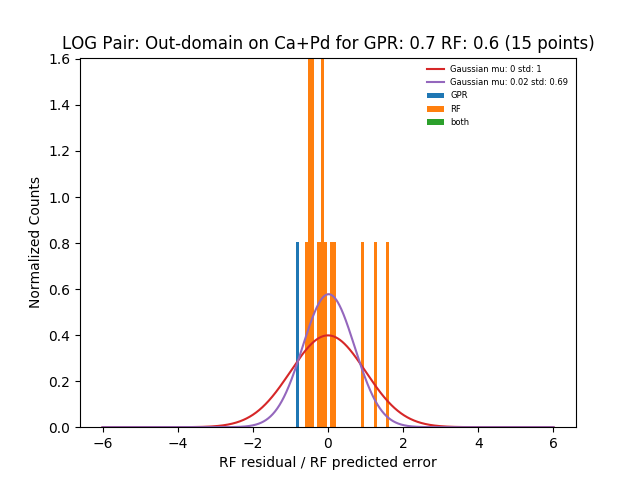 LOG Pair: Out-domain on Ca+Pd for GPR: 0.7 RF: 0.6 (15 points)
Gaussian mu: 0 std: 1
Gaussian mu: 0.02 std: 0.69
GPR
RF
both
Normalized Counts
1.6
1.4
1.2
1.0
0.8
0.6
0.4
0.2
0.0
−6 −4 −2 0 2 4 6
RF residual / RF predicted error